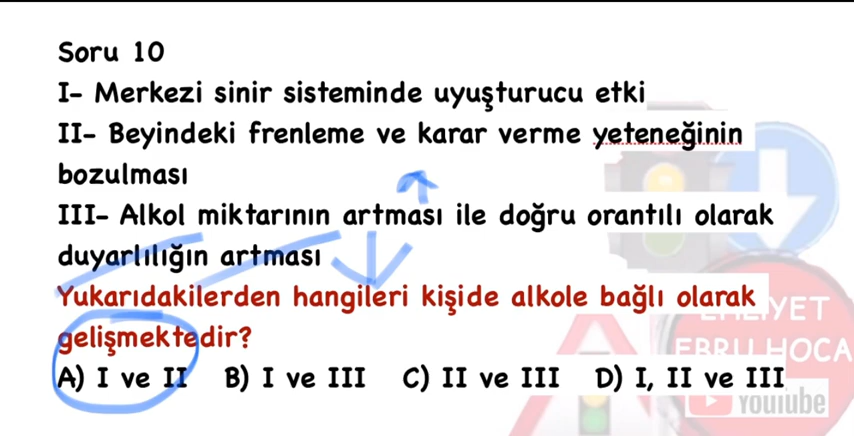 Soru 10
I- Merkezi sinir sisteminde uyuşturucu etki
II- Beyindeki frenleme ve karar verme yeteneğinin
bozulması
III- Alkol miktarının artması ile doğru orantılı olarak
duyarlılığın artması
Yukarıdakilerden hangileri kişide alkole bağlı olarak
gelişmektedir?
A) I ve II B) I ve III C) II ve III D) I, II ve III
EHLİYET
EBRU HOCA
YouTube